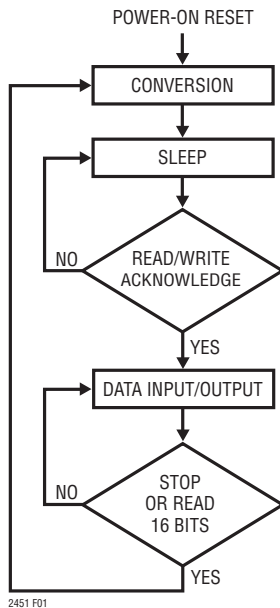 POWER-ON RESET
CONVERSION
SLEEP
NO
READ/WRITE
ACKNOWLEDGE
YES
DATA INPUT/OUTPUT
NO
STOP
OR READ
16 BITS
YES
2451 F01